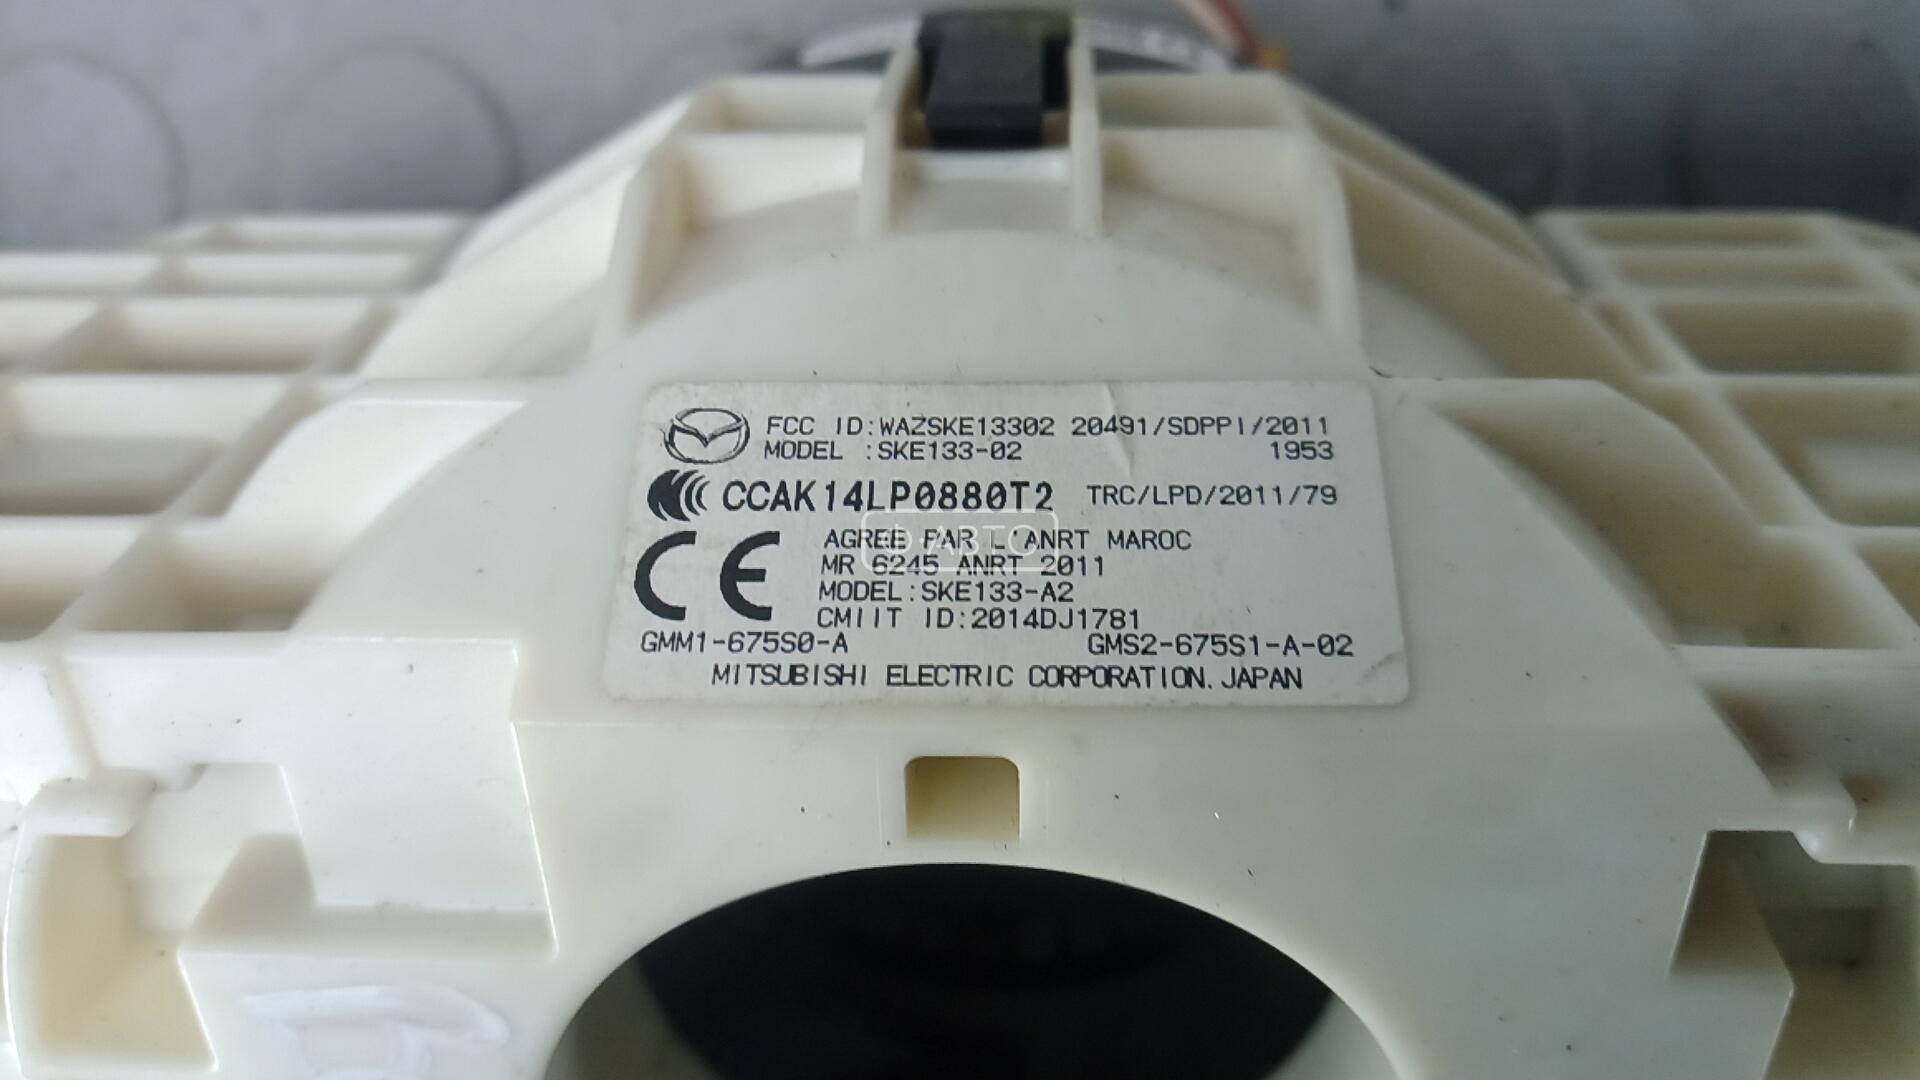 FCC ID:WAZSKE13302 20491/SDPPI/2011
MODEL :SKE133-02 1953
CCAK14LP0880T2 TRC/LPD/2011/79
CE
AGREE PAR L'ANRT MAROC
MR 6245 ANRT 2011
MODEL:SKE133-A2
CMIIT ID:2014DJ1781
GMM1-675S0-A GMS2-675S1-A-02
MITSUBISHI ELECTRIC CORPORATION. JAPAN
АВТО